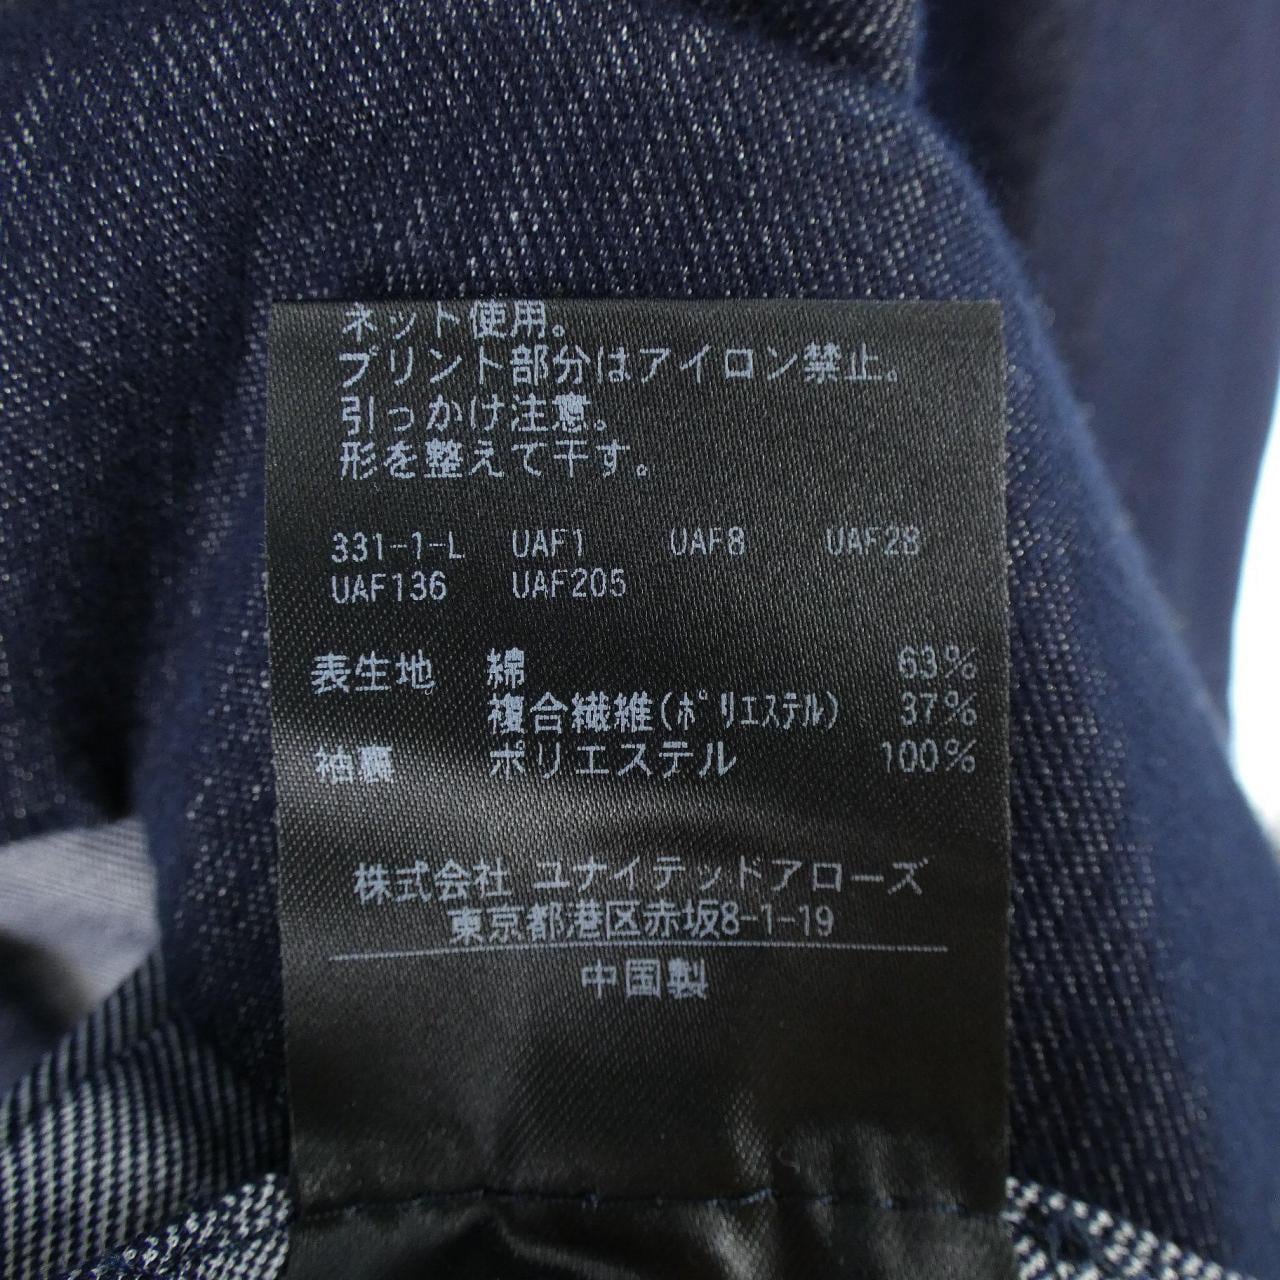 ネット使用。
プリント部分はアイロン禁止。
引っかけ注意。
形を整えて干す。
331-1-L UAF1 UAF8 UAF28
UAF136 UAF205
表生地 綿 63%
複合繊維(ﾎﾟﾘｴｽﾃﾙ) 37%
袖裏 ポリエステル 100%
株式会社 ユナイテッドアローズ
東京都港区赤坂8-1-19
中国製